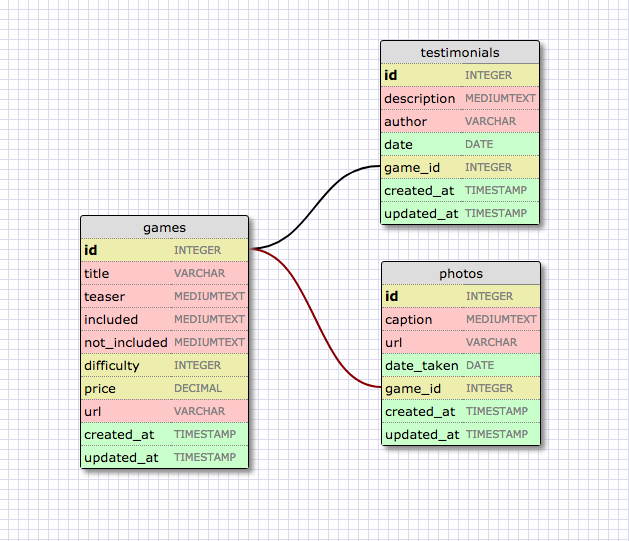 testimonials
id INTEGER
description MEDIUMTEXT
author VARCHAR
date DATE
game_id INTEGER
created_at TIMESTAMP
updated_at TIMESTAMP
games
id INTEGER
title VARCHAR
teaser MEDIUMTEXT
included MEDIUMTEXT
not_included MEDIUMTEXT
difficulty INTEGER
price DECIMAL
url VARCHAR
created_at TIMESTAMP
updated_at TIMESTAMP
photos
id INTEGER
caption MEDIUMTEXT
url VARCHAR
date_taken DATE
game_id INTEGER
created_at TIMESTAMP
updated_at TIMESTAMP